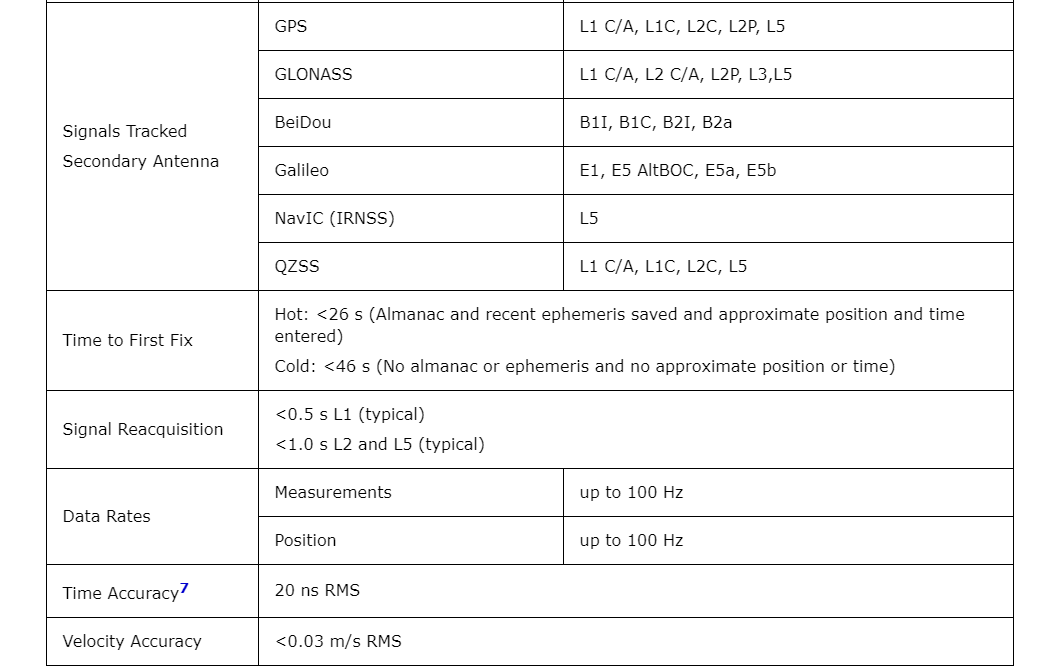 GPS
L1 C/A, L1C, L2C, L2P, L5
GLONASS
L1 C/A, L2 C/A, L2P, L3,L5
BeiDou
B1I, B1C, B2I, B2a
Signals Tracked
Secondary Antenna
Galileo
E1, E5 AltBOC, E5a, E5b
NavIC (IRNSS)
L5
QZSS
L1 C/A, L1C, L2C, L5
Time to First Fix
Hot: <26 s (Almanac and recent ephemeris saved and approximate position and time
entered)
Cold: <46 s (No almanac or ephemeris and no approximate position or time)
Signal Reacquisition
<0.5 s L1 (typical)
<1.0 s L2 and L5 (typical)
Data Rates
Measurements
up to 100 Hz
Position
up to 100 Hz
Time Accuracy7
20 ns RMS
Velocity Accuracy
<0.03 m/s RMS